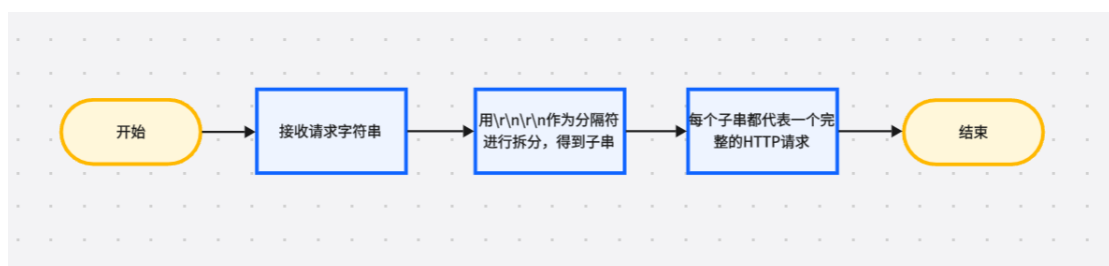 开始
接收请求字符串
用\r\n\r\n作为分隔符
进行拆分，得到子串
每个子串都代表一个完
整的HTTP请求
结束